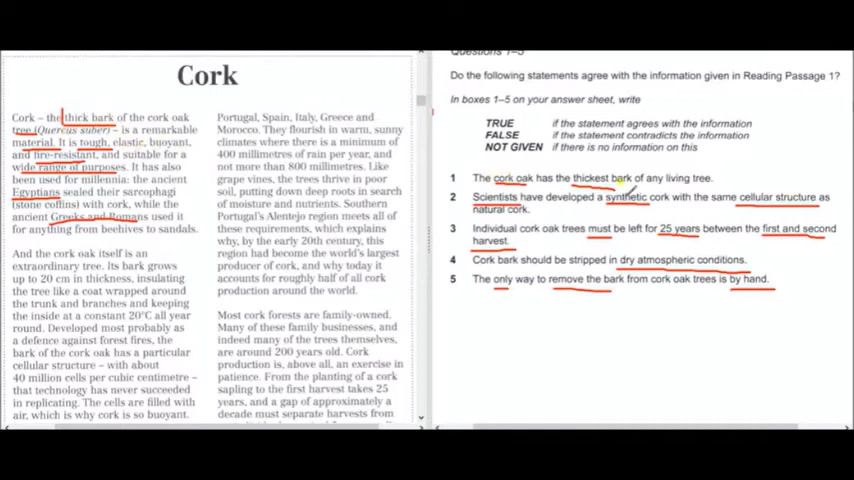 Questions 1–5
Cork
Do the following statements agree with the information given in Reading Passage 1?
In boxes 1–5 on your answer sheet, write
TRUE if the statement agrees with the information
FALSE if the statement contradicts the information
NOT GIVEN if there is no information on this
1 The cork oak has the thickest bark of any living tree.
2 Scientists have developed a synthetic cork with the same cellular structure as
natural cork.
3 Individual cork oak trees must be left for 25 years between the first and second
harvest.
4 Cork bark should be stripped in dry atmospheric conditions.
5 The only way to remove the bark from cork oak trees is by hand.
Cork – the thick bark of the cork oak
tree (Quercus suber) – is a remarkable
material. It is tough, elastic, buoyant,
and fire-resistant, and suitable for a
wide range of purposes. It has also
been used for millennia: the ancient
Egyptians sealed their sarcophagi
(stone coffins) with cork, while the
ancient Greeks and Romans used it
for anything from beehives to sandals.
And the cork oak itself is an
extraordinary tree. Its bark grows
up to 20 cm in thickness, insulating
the tree like a coat wrapped around
the trunk and branches and keeping
the inside at a constant 20°C all year
round. Developed most probably as
a defence against forest fires, the
bark of the cork oak has a particular
cellular structure – with about
40 million cells per cubic centimetre –
that technology has never succeeded
in replicating. The cells are filled with
air, which is why cork is so buoyant.
Portugal, Spain, Italy, Greece and
Morocco. They flourish in warm, sunny
climates where there is a minimum of
400 millimetres of rain per year, and
not more than 800 millimetres. Like
grape vines, the trees thrive in poor
soil, putting down deep roots in search
of moisture and nutrients. Southern
Portugal's Alentejo region meets all of
these requirements, which explains
why, by the early 20th century, this
region had become the world's largest
producer of cork, and why today it
accounts for roughly half of all cork
production around the world.
Most cork forests are family-owned.
Many of these family businesses, and
indeed many of the trees themselves,
are around 200 years old. Cork
production is, above all, an exercise in
patience. From the planting of a cork
sapling to the first harvest takes 25
years, and a gap of approximately a
decade must separate harvests from